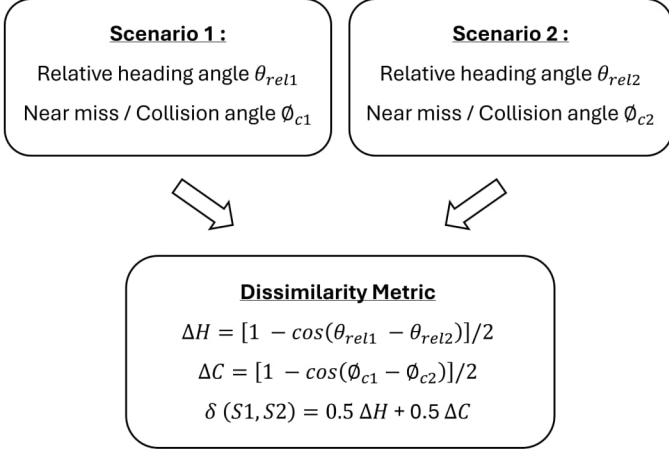 Scenario 1 :
Relative heading angle θ_rel1
Near miss / Collision angle ∅_c1
Scenario 2 :
Relative heading angle θ_rel2
Near miss / Collision angle ∅_c2
Dissimilarity Metric
ΔH = [1 − cos(θ_rel1 − θ_rel2)]/2
ΔC = [1 − cos(∅_c1 − ∅_c2)]/2
δ (S1, S2) = 0.5 ΔH + 0.5 ΔC